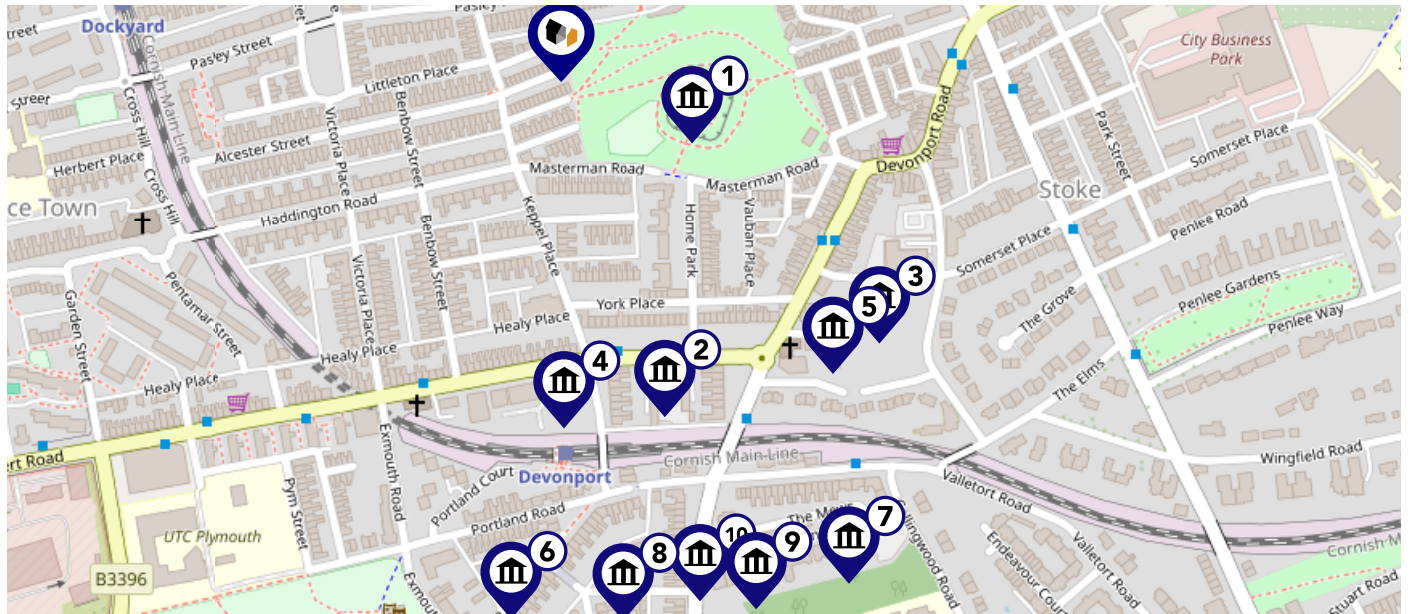 Dockyard
Pasley
treet
Cornish Main Line
Pasley Street
Littleton Place
City Business
Park
Street
Cross Hill
Victoria Place
Benbow Street
1
Devonport Road
Park Street
Somerset Place
Alcester Street
Herbert Place
Masterman Road
Masterman Road
Stoke
ce Town
Cross Hill
Haddington Road
Keppel Place
Home Park
Vauban Place
Penlee Road
Benbow Street
Somerset Place
Pentamar Street
Victoria Place
3
Penlee Gardens
Garden Street
York Place
5
The Grove
Penlee Way
Healy Place
Healy Place
4
2
The Elms
Healy Place
ert Road
Exmouth Road
Cornish Main Line
Wingfield Road
Devonport
Portland Court
Valletort Road
Pym Street
Portland Road
The Mews
7
llingwood Road
UTC Plymouth
10
6
8
9
Endeavour Court
Valletort Road
Cornish M
B3396
Exmou
Stuart Road